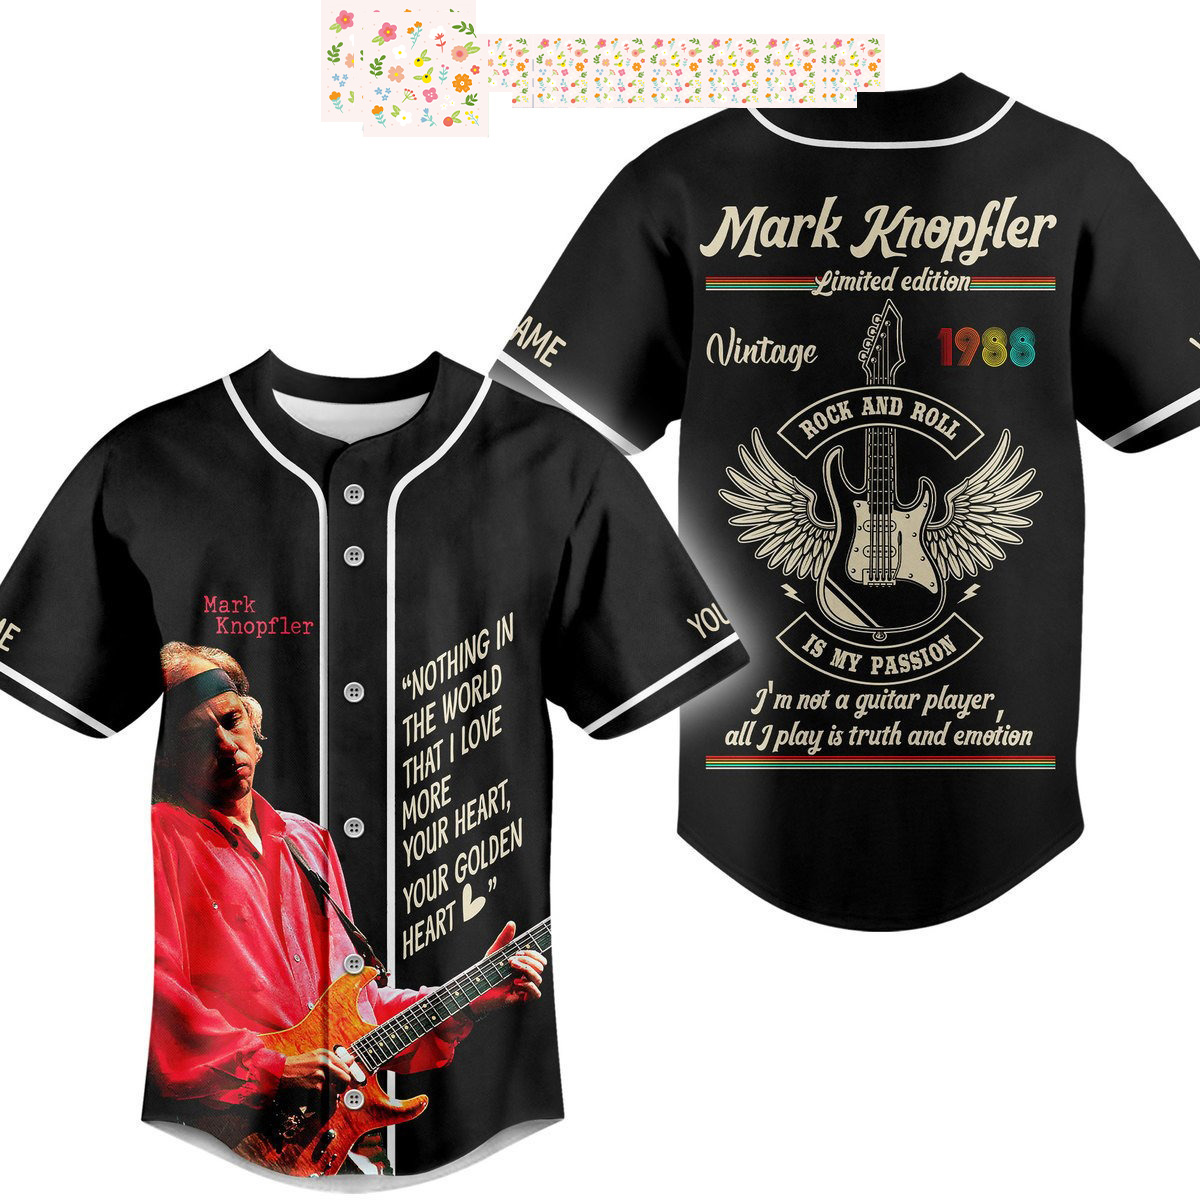 Mark Knopfler
Limited edition
Vintage 1988
ROCK AND ROLL
IS MY PASSION
I'm not a guitar player,
all I play is truth and emotion
AME
Mark
Knopfler
"NOTHING IN
THE WORLD
THAT I LOVE
MORE
YOUR HEART,
YOUR GOLDEN
HEART"
ME
YOU